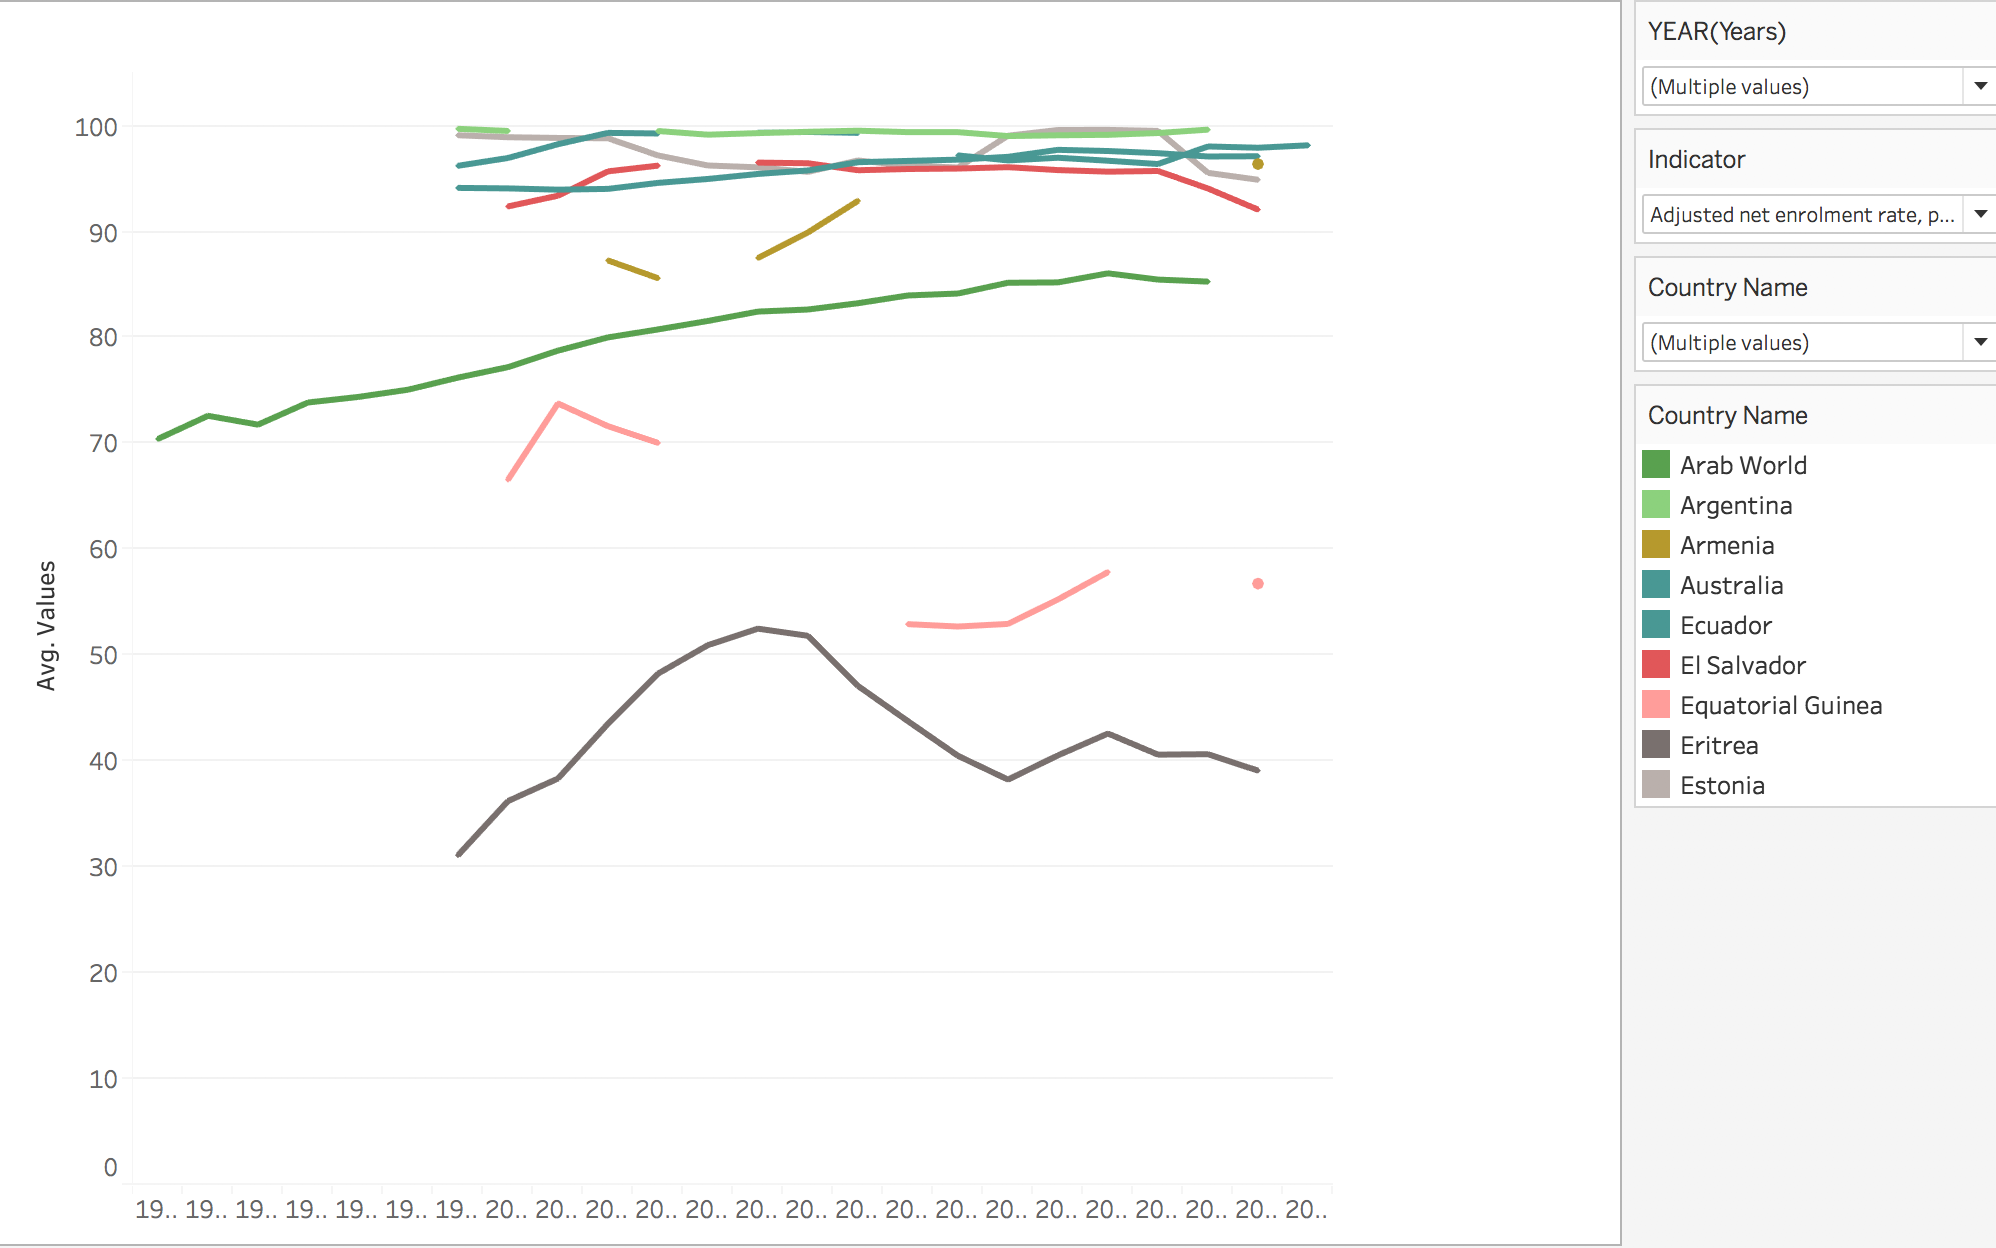 100
90
80
70
60
50
40
30
20
10
0
Avg. Values
19.. 19.. 19.. 19.. 19.. 19.. 19.. 20.. 20.. 20.. 20.. 20.. 20.. 20.. 20.. 20.. 20.. 20.. 20.. 20.. 20.. 20.. 20.. 20..
YEAR(Years)
(Multiple values)
Indicator
Adjusted net enrolment rate, p...
Country Name
(Multiple values)
Country Name
Arab World
Argentina
Armenia
Australia
Ecuador
El Salvador
Equatorial Guinea
Eritrea
Estonia